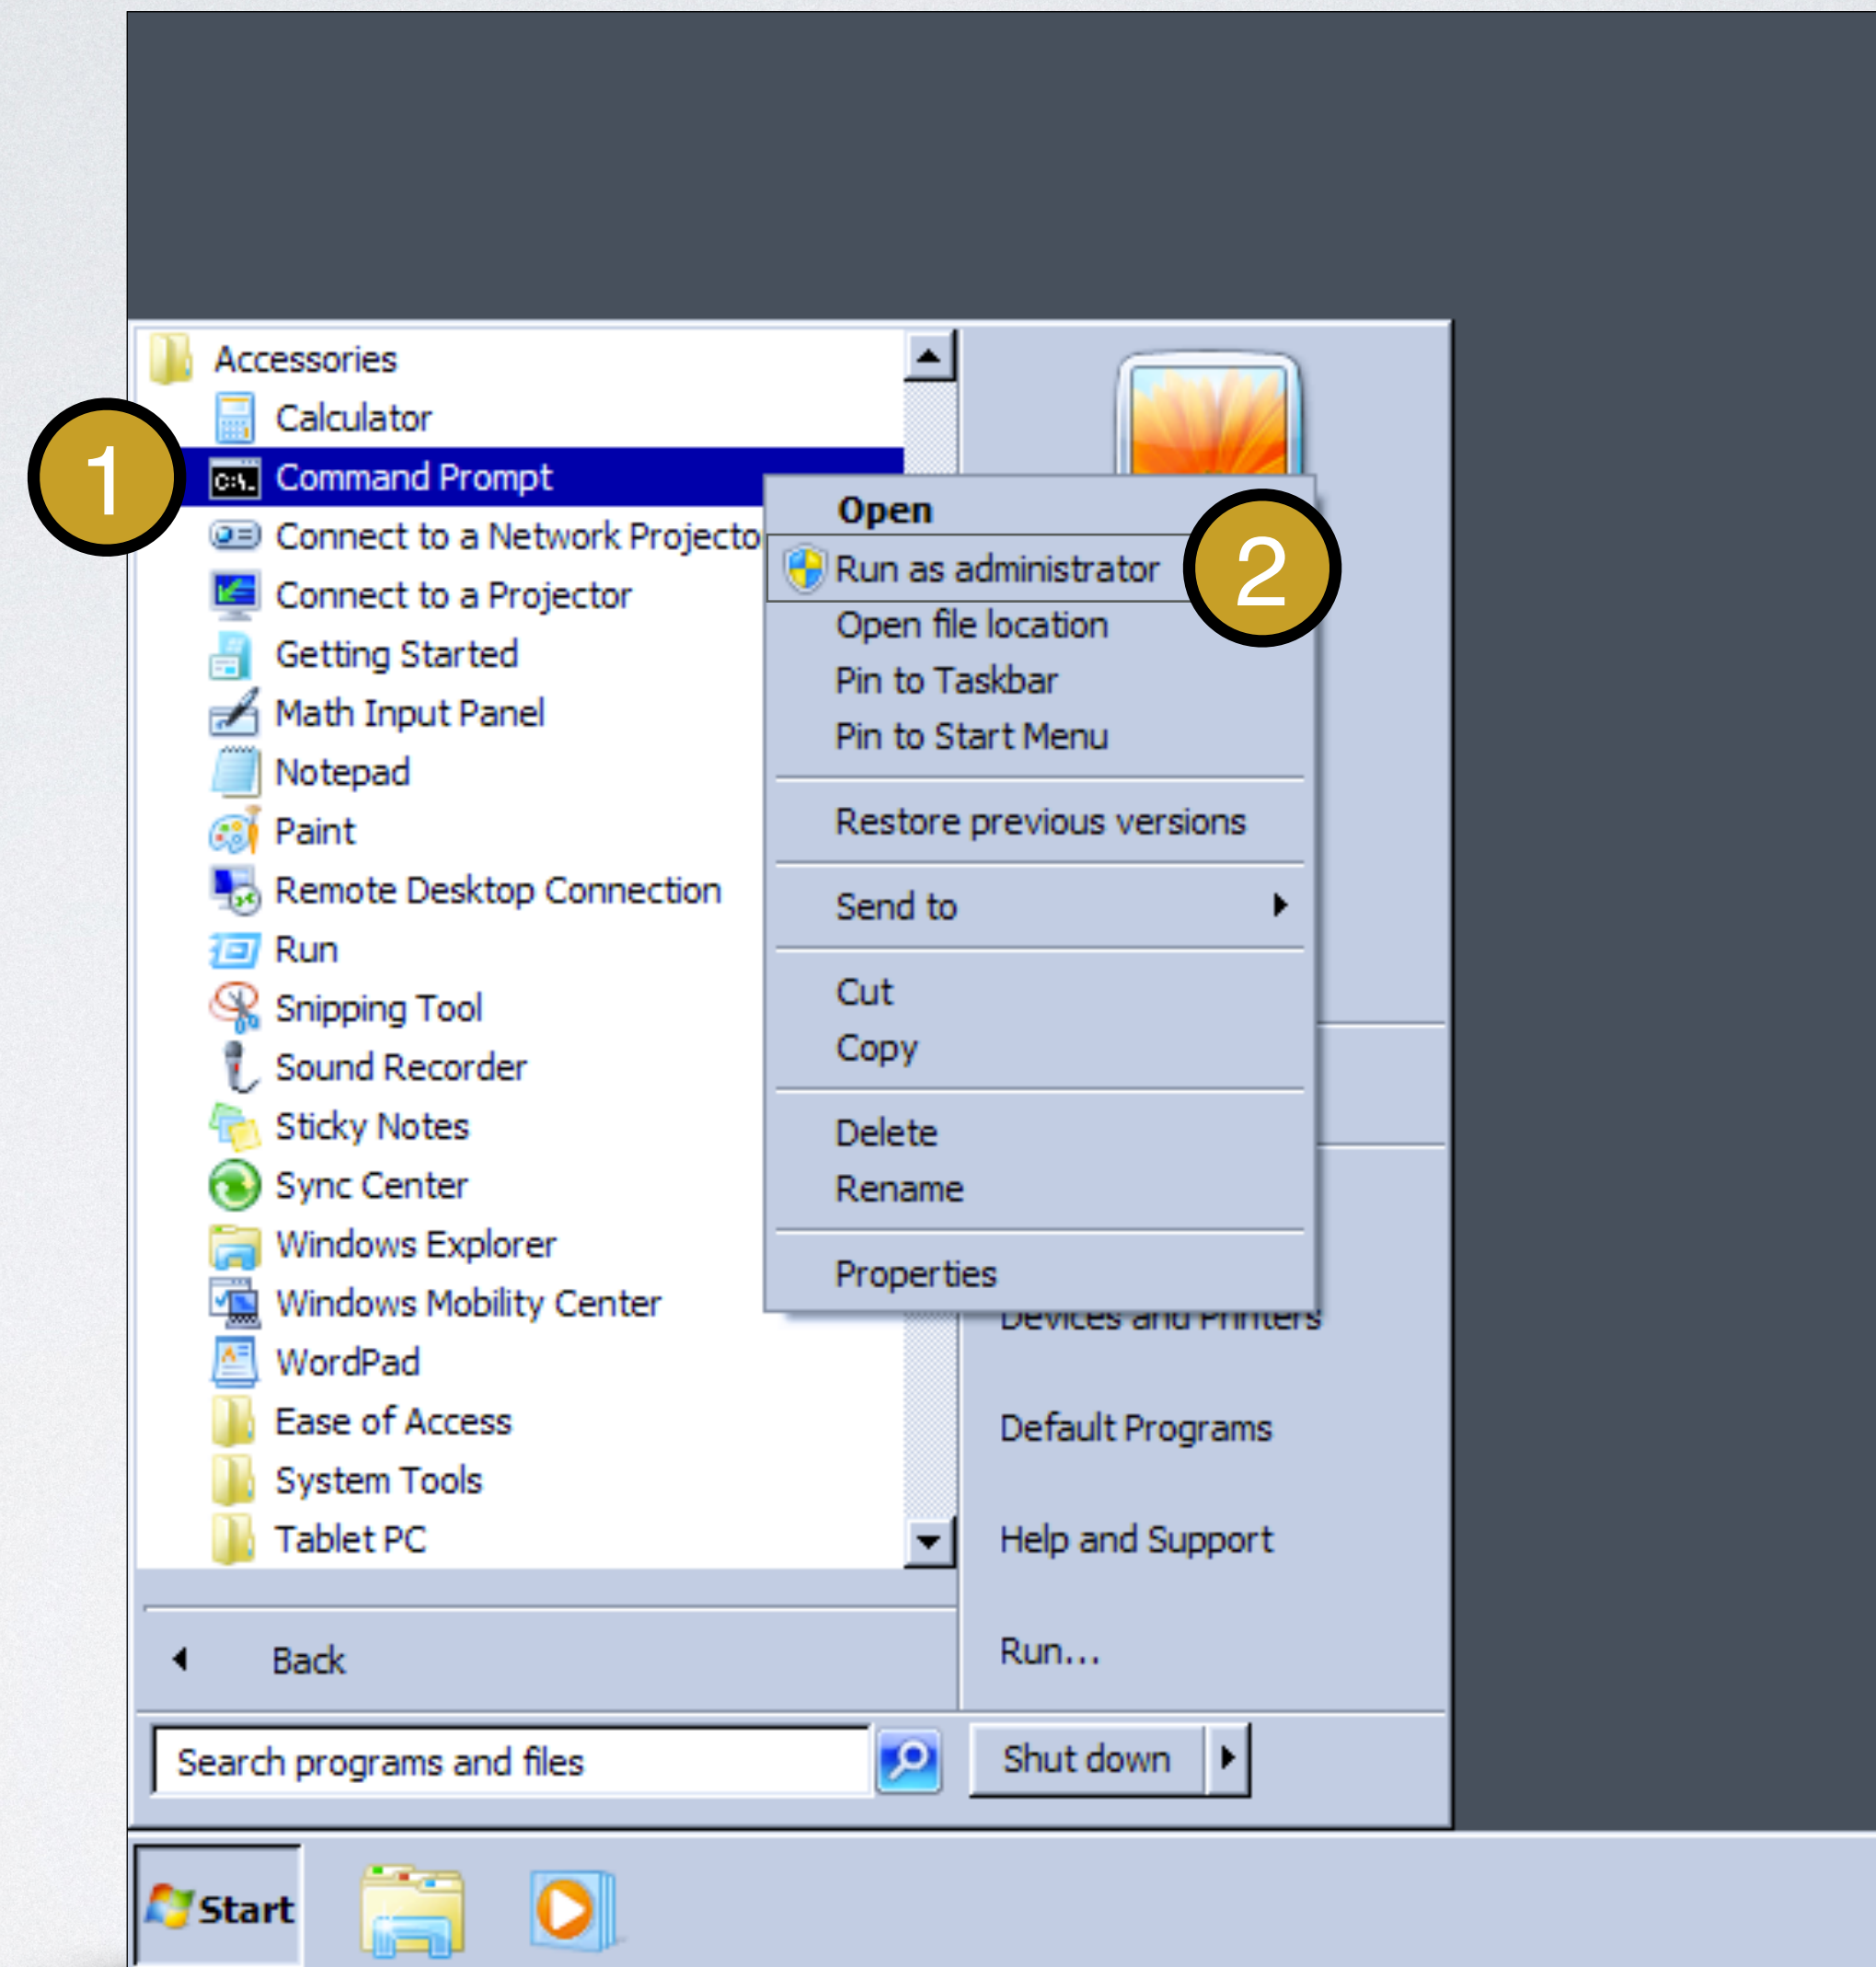 Accessories
Calculator
1
Command Prompt
Connect to a Network Projecto
Connect to a Projector
Getting Started
Math Input Panel
Notepad
Paint
Remote Desktop Connection
Run
Snipping Tool
Sound Recorder
Sticky Notes
Sync Center
Windows Explorer
Windows Mobility Center
WordPad
Ease of Access
System Tools
Tablet PC
Back
Search programs and files
Open
Run as administrator
2
Open file location
Pin to Taskbar
Pin to Start Menu
Restore previous versions
Send to
Cut
Copy
Delete
Rename
Properties
Devices and Printers
Default Programs
Help and Support
Run...
Shut down
Start